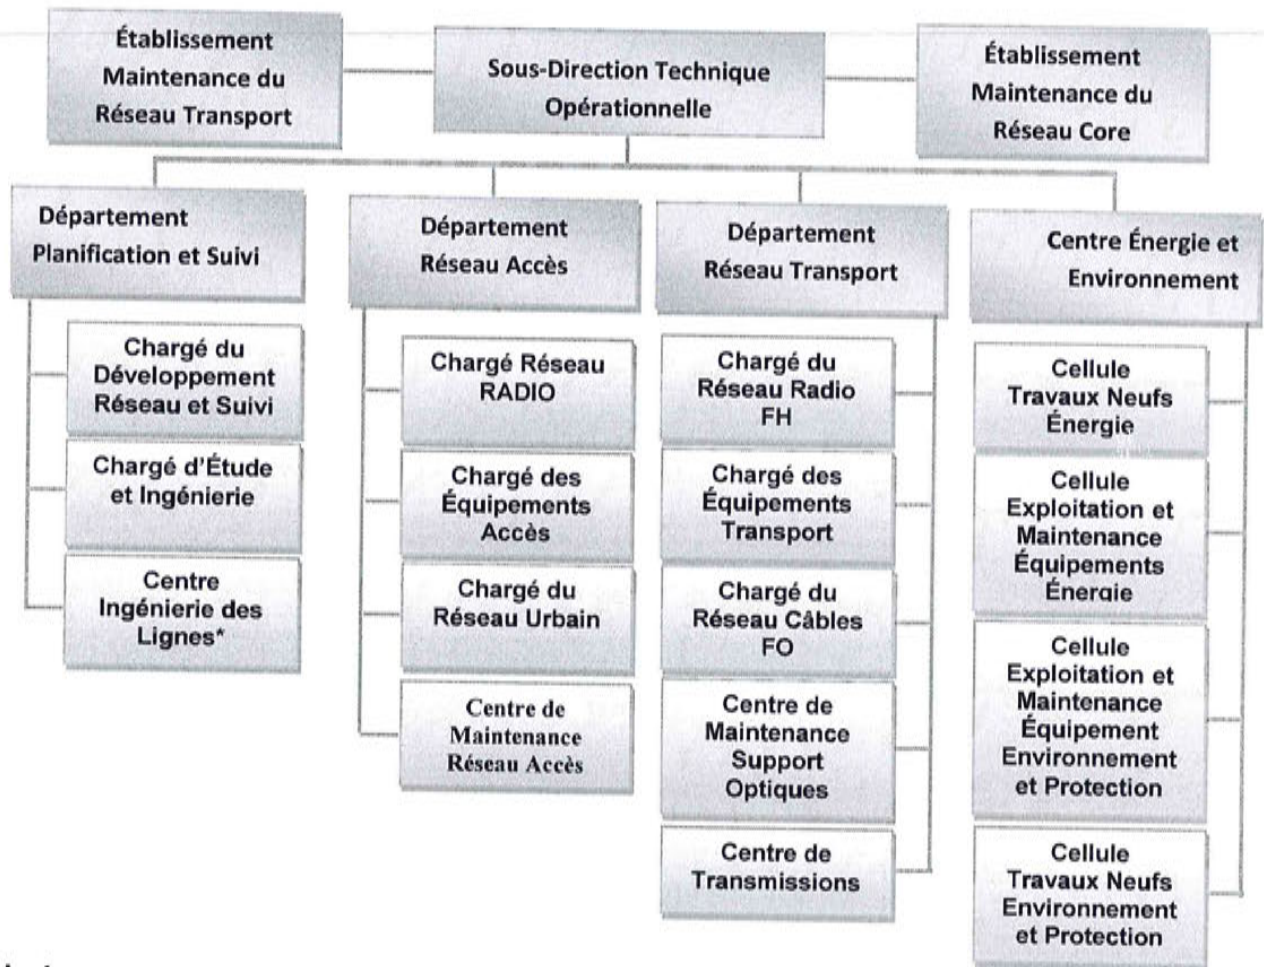 Établissement
Maintenance du
Réseau Transport
Sous-Direction Technique
Opérationnelle
Établissement
Maintenance du
Réseau Core
Département
Planification et Suivi
Département
Réseau Accès
Département
Réseau Transport
Centre Énergie et
Environnement
Chargé du
Développement
Réseau et Suivi
Chargé d'Étude
et Ingénierie
Centre
Ingénierie des
Lignes*
Chargé Réseau
RADIO
Chargé des
Équipements
Accès
Chargé du
Réseau Urbain
Centre de
Maintenance
Réseau Accès
Chargé du
Réseau Radio
FH
Chargé des
Équipements
Transport
Chargé du
Réseau Câbles
FO
Centre de
Maintenance
Support
Optiques
Centre de
Transmissions
Cellule
Travaux Neufs
Énergie
Cellule
Exploitation et
Maintenance
Équipements
Énergie
Cellule
Exploitation et
Maintenance
Équipement
Environnement
et Protection
Cellule
Travaux Neufs
Environnement
et Protection